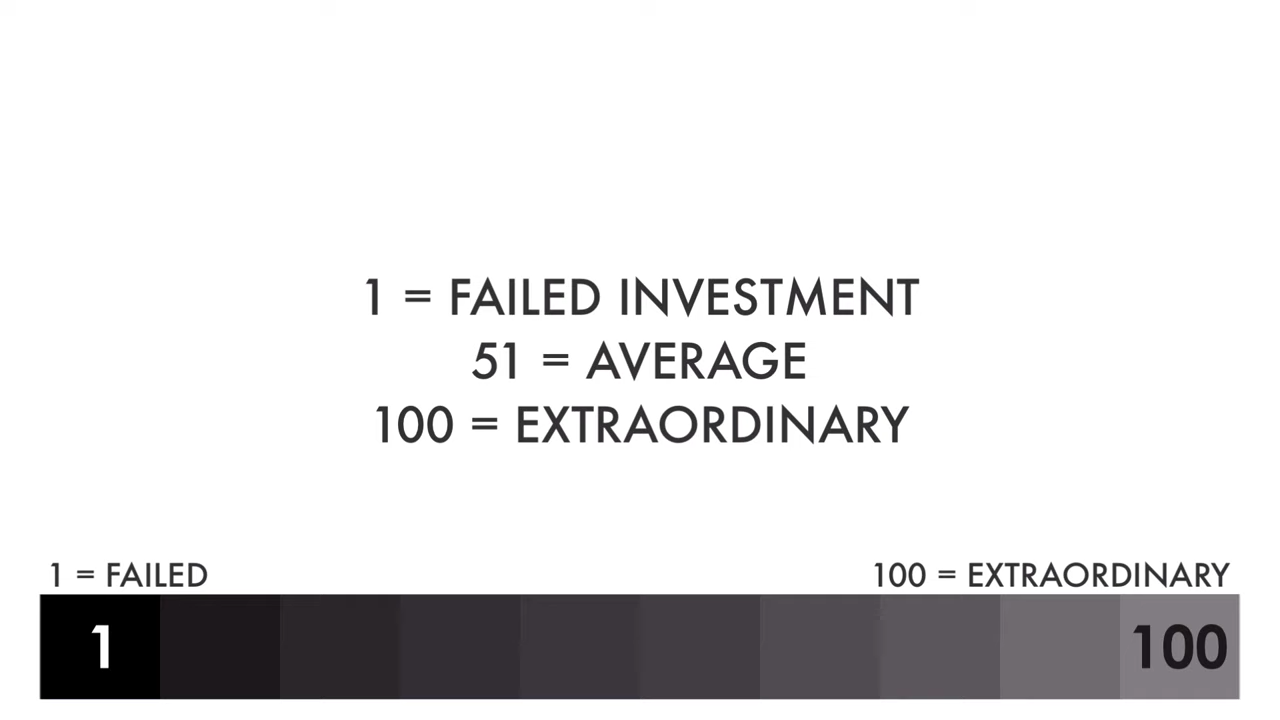 1 = FAILED INVESTMENT
51 = AVERAGE
100 = EXTRAORDINARY
1 = FAILED
100 = EXTRAORDINARY
1
100